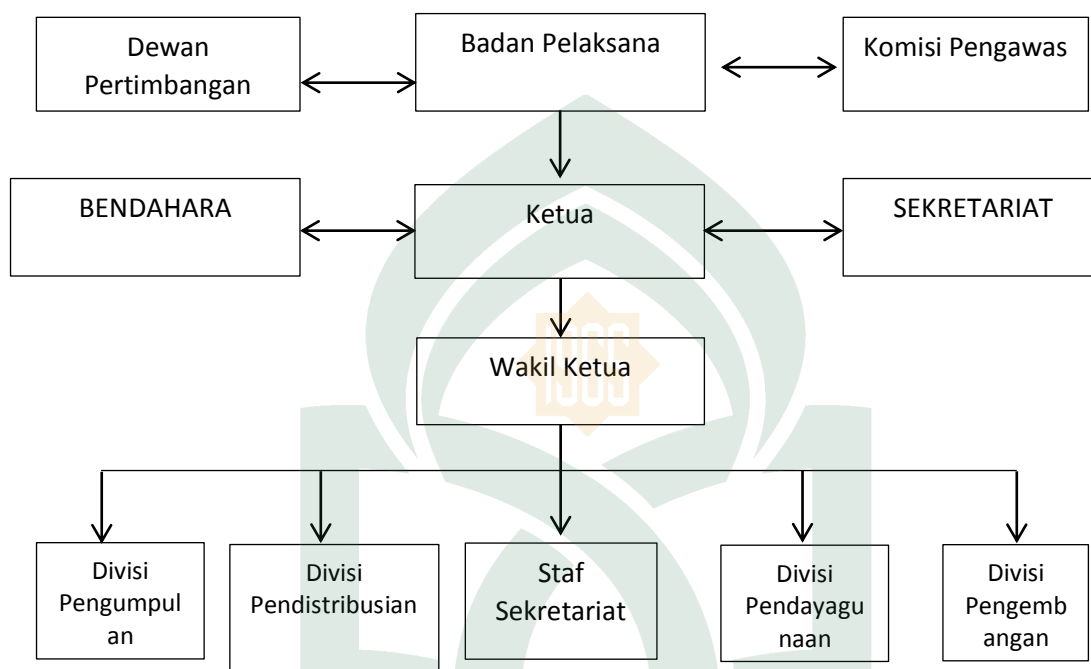 Dewan
Pertimbangan
Badan Pelaksana
Komisi Pengawas
BENDAHARA
Ketua
SEKRETARIAT
Wakil Ketua
1965
Divisi
Pengumpul
an
Divisi
Pendistribusian
Staf
Sekretariat
Divisi
Pendayagu
naan
Divisi
Pengemb
angan